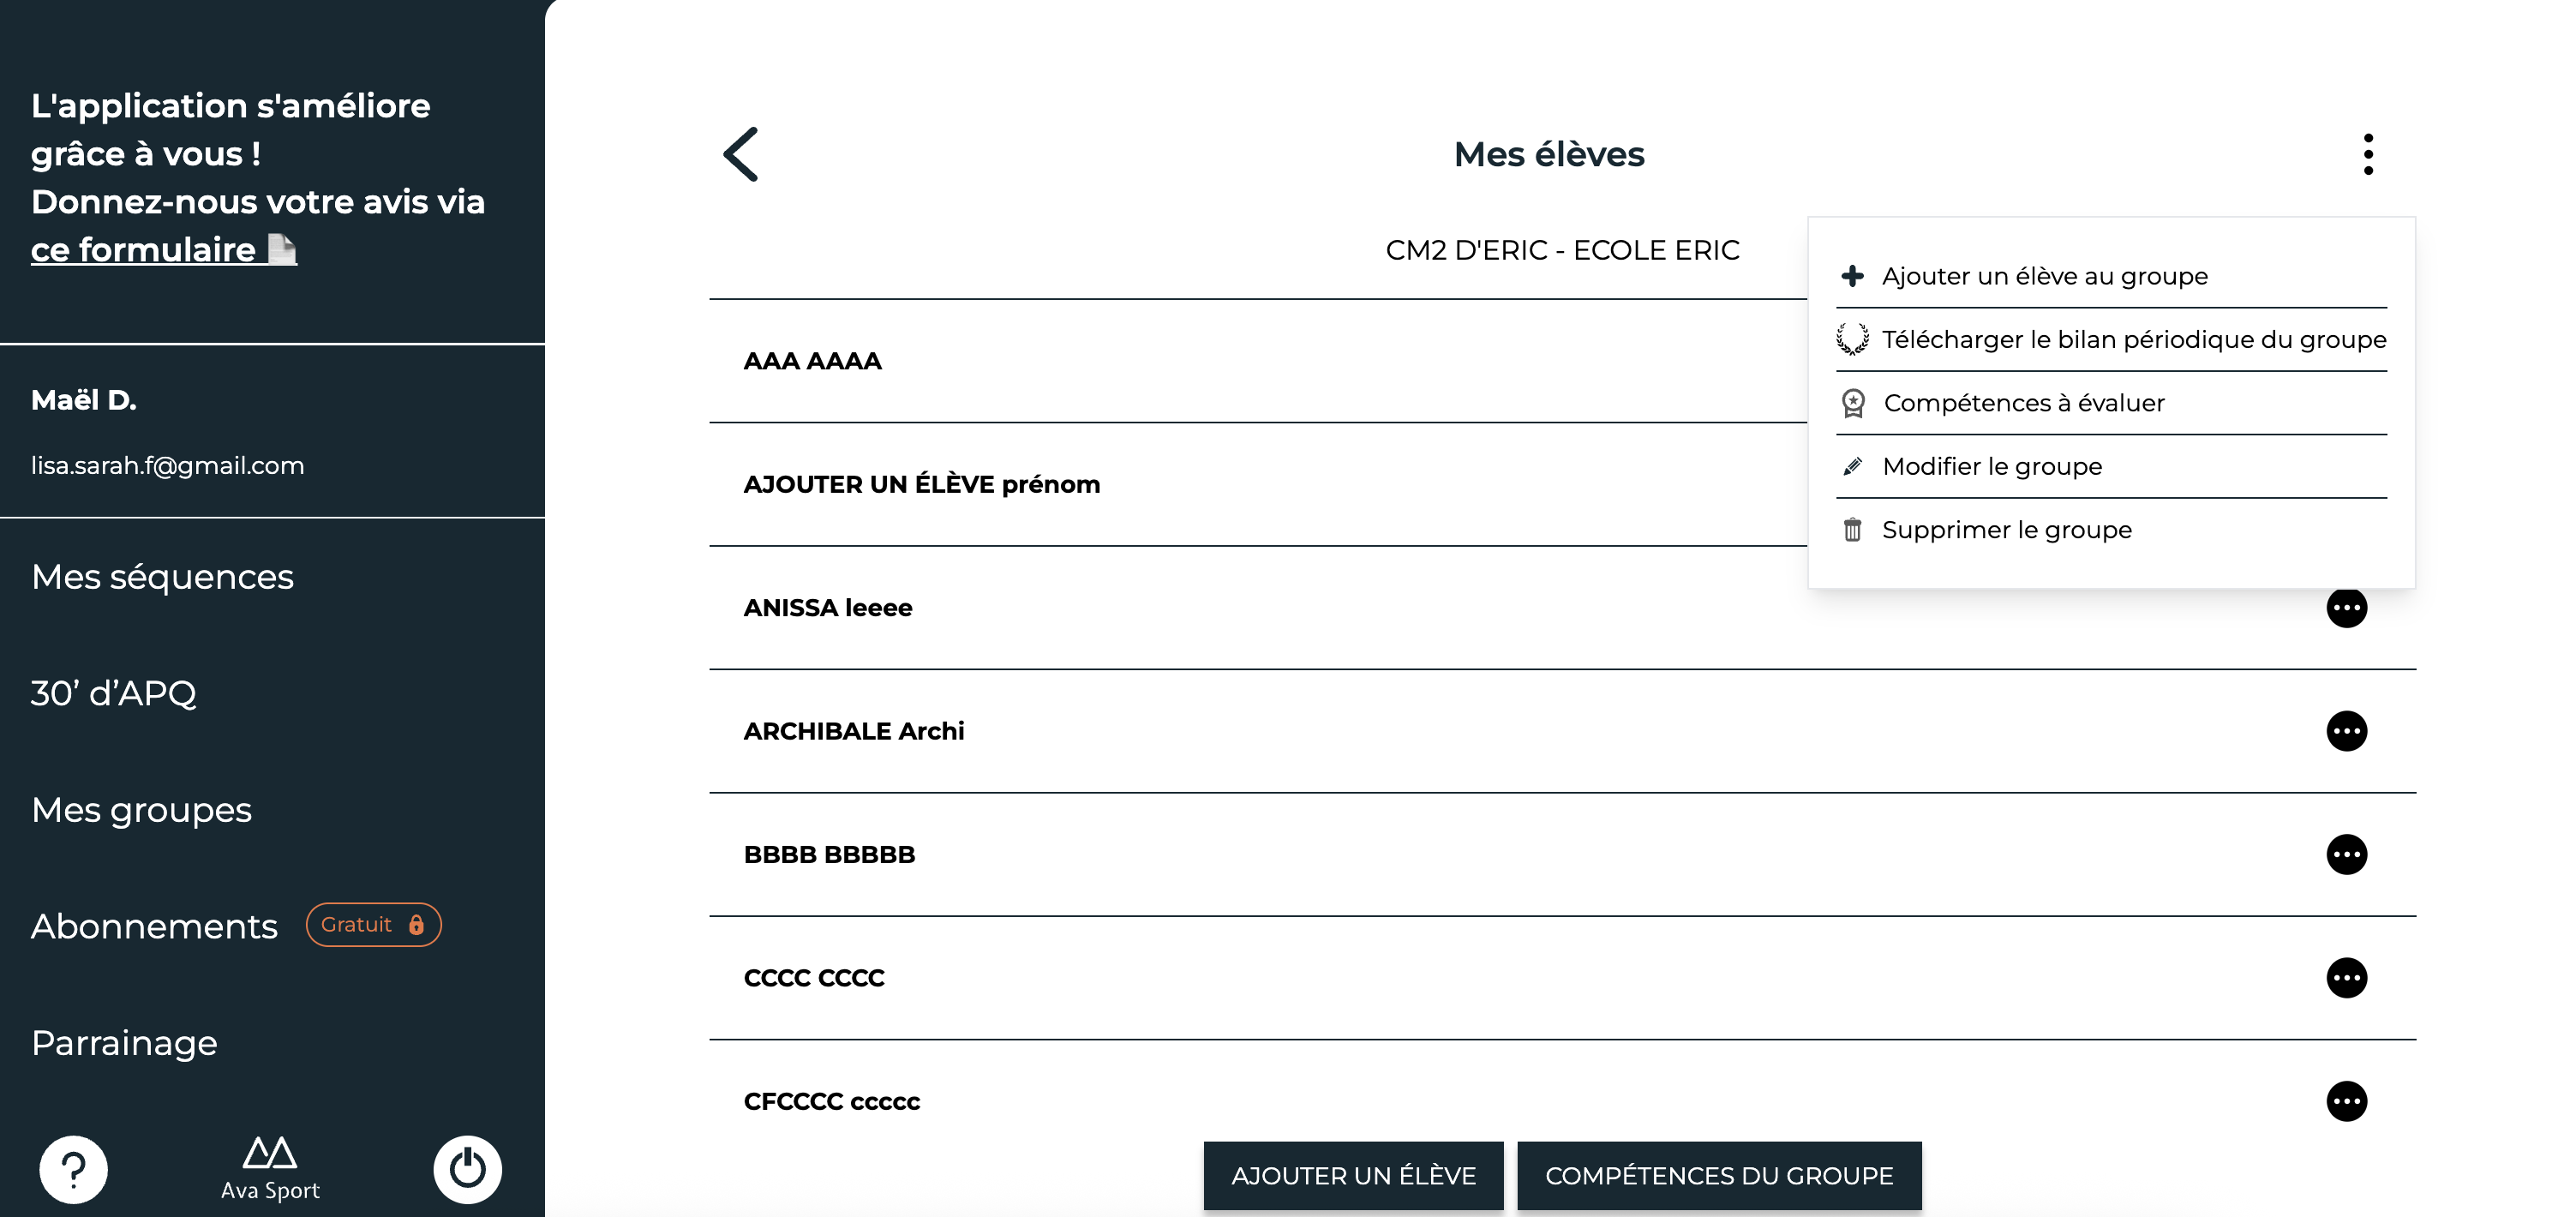 L'application s'améliore
grâce à vous !
Donnez-nous votre avis via
ce formulaire
Maël D.
lisa.sarah.f@gmail.com
Mes séquences
30’ d’APQ
Mes groupes
Abonnements Gratuit
Parrainage
?
Ava Sport
Mes élèves
CM2 D'ERIC - ECOLE ERIC
Ajouter un élève au groupe
Télécharger le bilan périodique du groupe
Compétences à évaluer
Modifier le groupe
Supprimer le groupe
AAA AAAA
AJOUTER UN ÉLÈVE prénom
ANISSA leeee
ARCHIBALE Archi
BBBB BBBBB
CCCC CCCC
CFCCCC ccccc
AJOUTER UN ÉLÈVE
COMPÉTENCES DU GROUPE